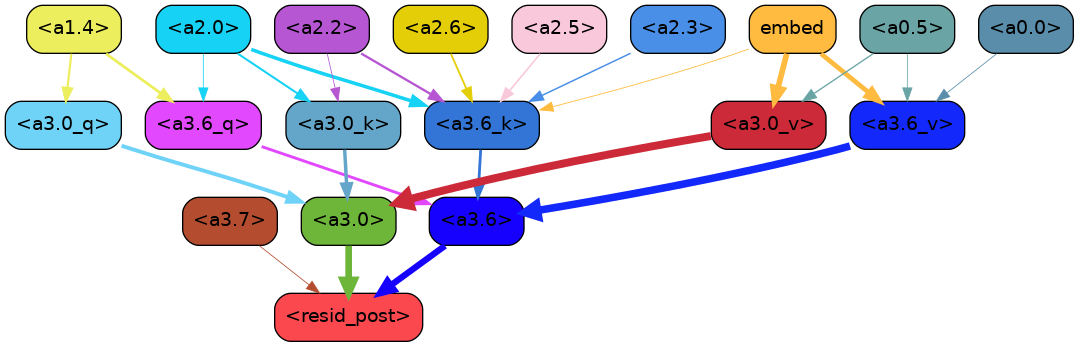 <a1.4> <a2.0> <a2.2> <a2.6> <a2.5> <a2.3> embed <a0.5> <a0.0>
<a3.0_q> <a3.6_q> <a3.0_k> <a3.6_k> <a3.0_v> <a3.6_v>
<a3.7> <a3.0> <a3.6>
<resid_post>